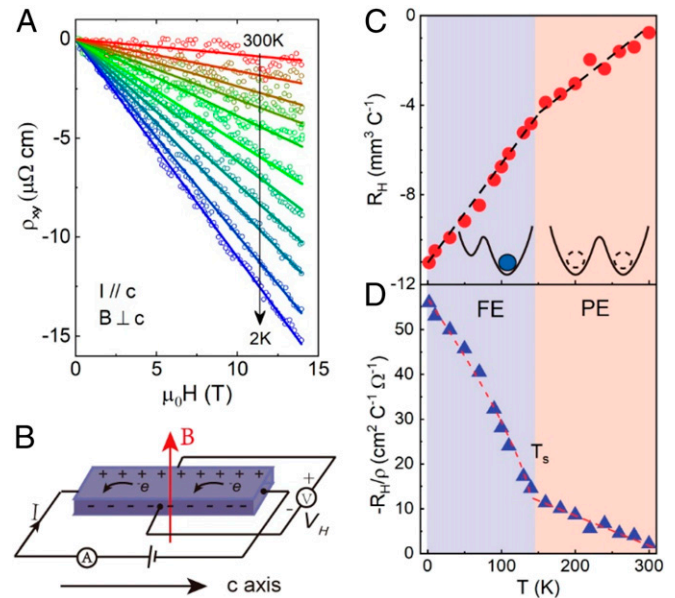 A
0
-5
-10
-15
ρxy (μΩ cm)
300K
2K
I // c
B ⊥ c
0 5 10 15
μ0H (T)
B
B
+ + + + + + + + + +
e e
- - - - - - - - - -
I
A
+
V
-
VH
c axis
C
0
-4
-8
-12
RH (mm³ C⁻¹)
D
FE PE
50
40
30
20
10
0
-RH/ρ (cm² C⁻¹ Ω⁻¹)
Ts
0 100 200 300
T (K)